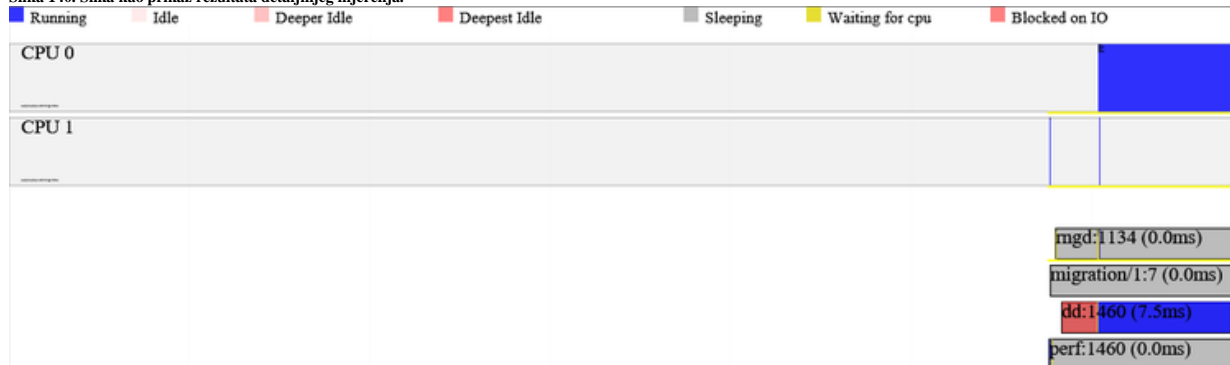 Running Idle Deeper Idle Deepest Idle Sleeping Waiting for cpu Blocked on IO
CPU 0
CPU 1
rngd:1134 (0.0ms)
migration/1:7 (0.0ms)
dd:1460 (7.5ms)
perf:1460 (0.0ms)